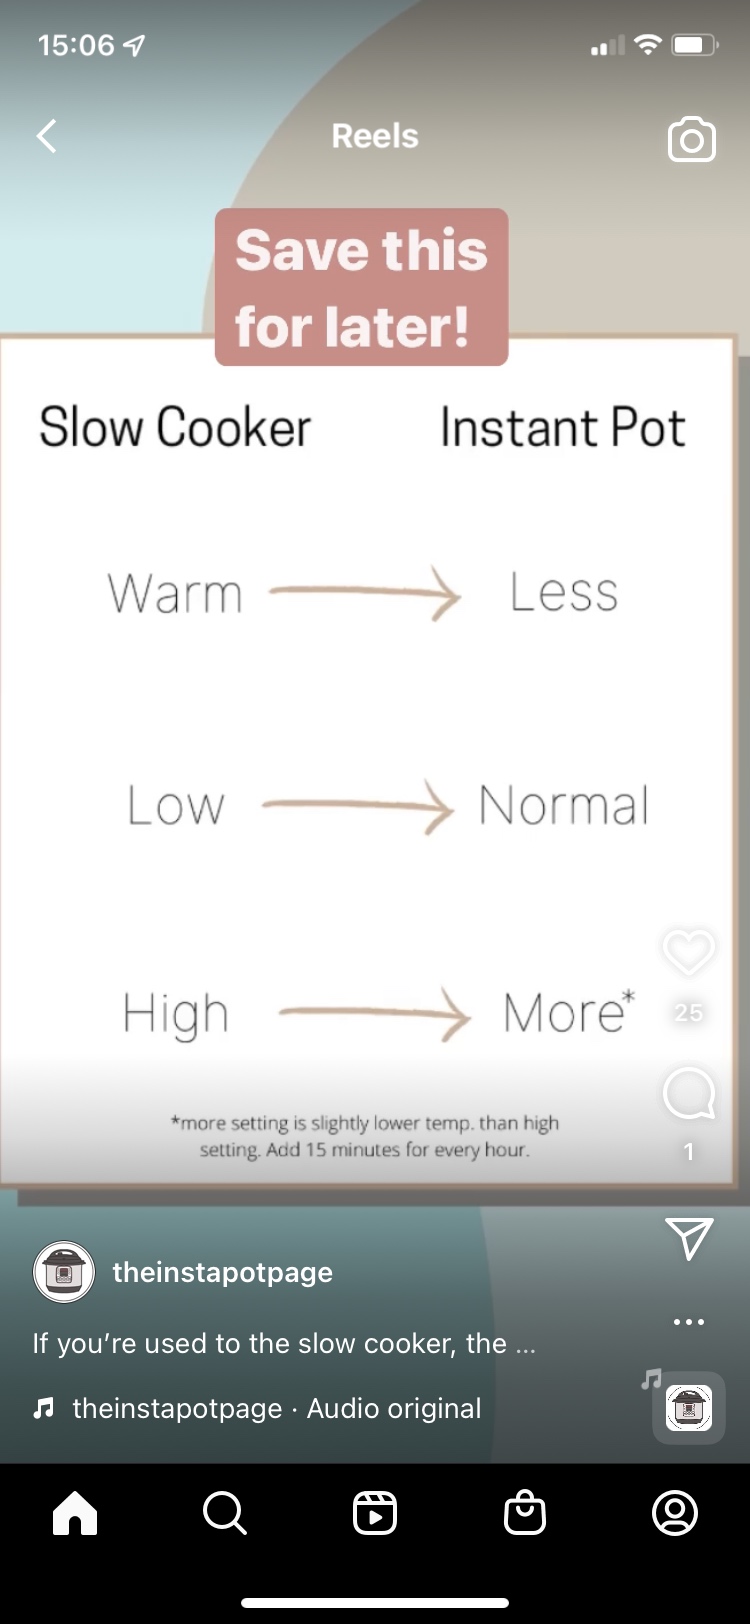 15:06
Reels
Save this
for later!
Slow Cooker Instant Pot
Warm Less
Low Normal
High More*
25
*more setting is slightly lower temp. than high
setting. Add 15 minutes for every hour.
1
theinstapotpage
If you’re used to the slow cooker, the ...
theinstapotpage · Audio original